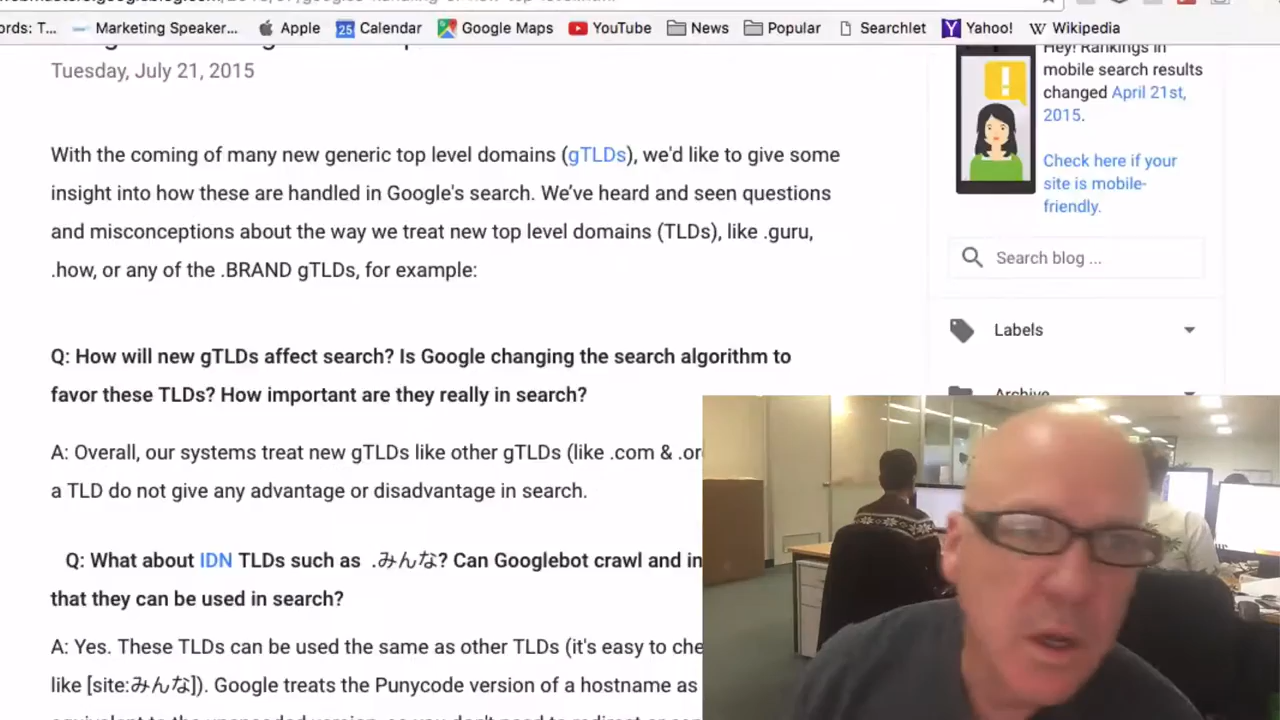 ords: T... Marketing Speaker... Apple 25 Calendar Google Maps YouTube News Popular Searchlet Yahoo! W Wikipedia
Tuesday, July 21, 2015
With the coming of many new generic top level domains (gTLDs), we'd like to give some
insight into how these are handled in Google's search. We've heard and seen questions
and misconceptions about the way we treat new top level domains (TLDs), like .guru,
.how, or any of the .BRAND gTLDs, for example:
Q: How will new gTLDs affect search? Is Google changing the search algorithm to
favor these TLDs? How important are they really in search?
A: Overall, our systems treat new gTLDs like other gTLDs (like .com & .or
a TLD do not give any advantage or disadvantage in search.
Q: What about IDN TLDs such as .みんな? Can Googlebot crawl and in
that they can be used in search?
A: Yes. These TLDs can be used the same as other TLDs (it's easy to che
like [site:みんな]). Google treats the Punycode version of a hostname as
Hey! Rankings in
mobile search results
changed April 21st,
2015.
Check here if your
site is mobile-
friendly.
Search blog ...
Labels
Archive